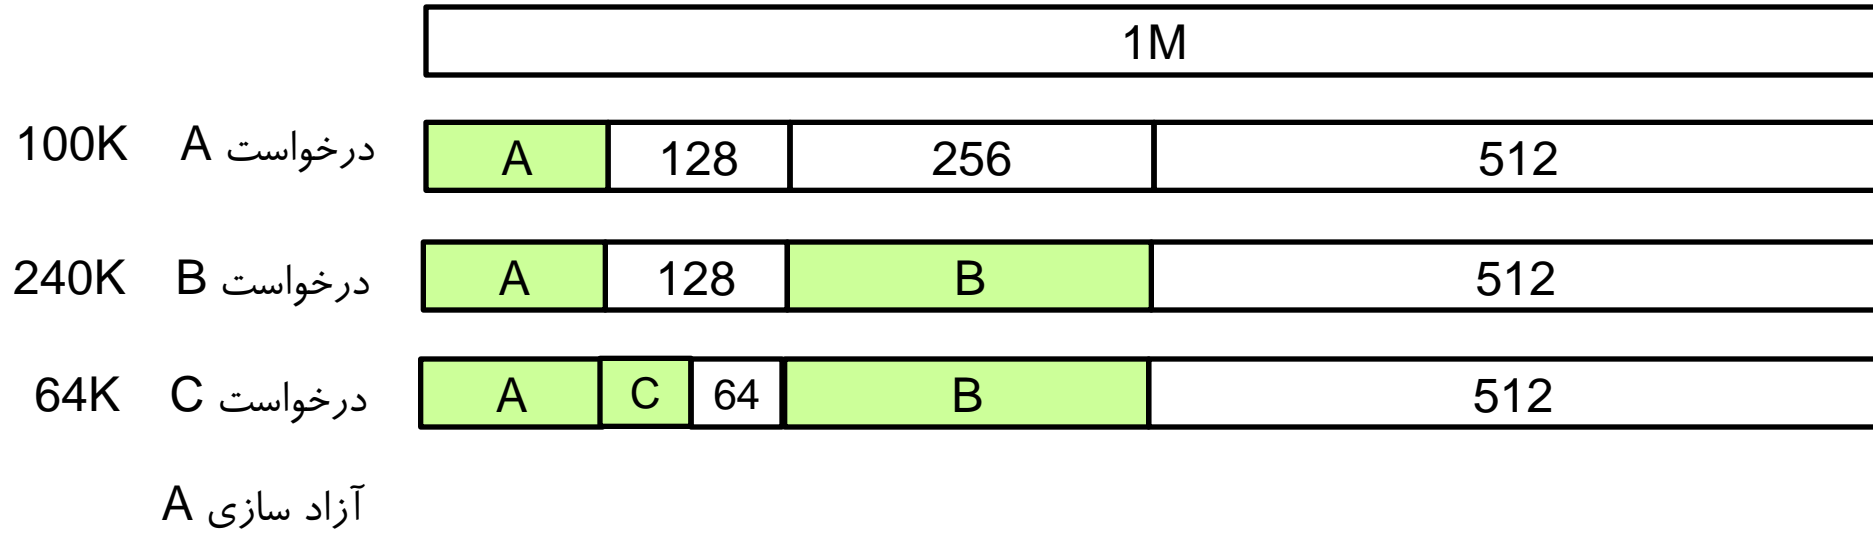 1M
درخواست A 100K
A 128 256 512
درخواست B 240K
A 128 B 512
درخواست C 64K
A C 64 B 512
آزاد سازی A